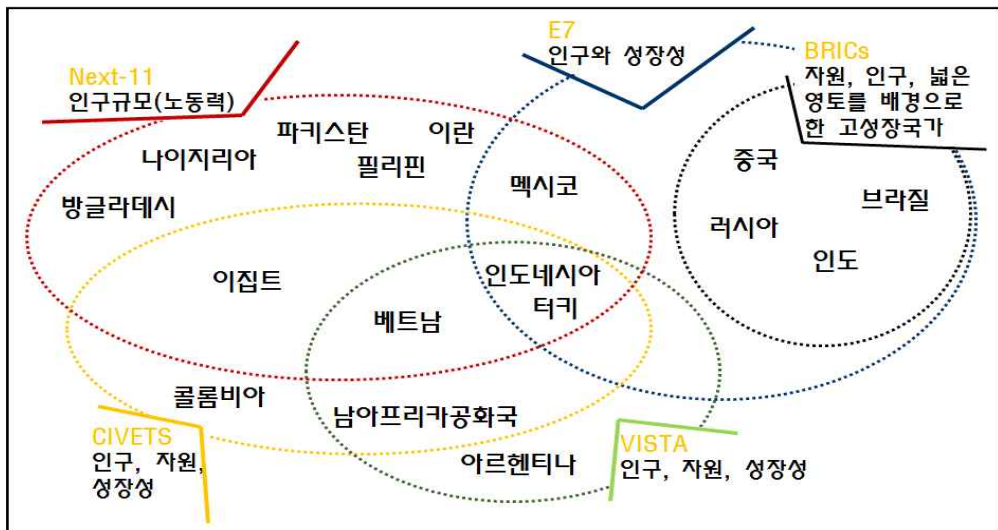 E7
인구와 성장성
BRICs
자원, 인구, 넓은
영토를 배경으로
한 고성장국가
Next-11
인구규모(노동력)
파키스탄
이란
나이지리아
필리핀
방글라데시
멕시코
중국
브라질
러시아
인도
이집트
인도네시아
터키
베트남
콜롬비아
남아프리카공화국
아르헨티나
CIVETS
인구, 자원,
성장성
VISTA
인구, 자원, 성장성